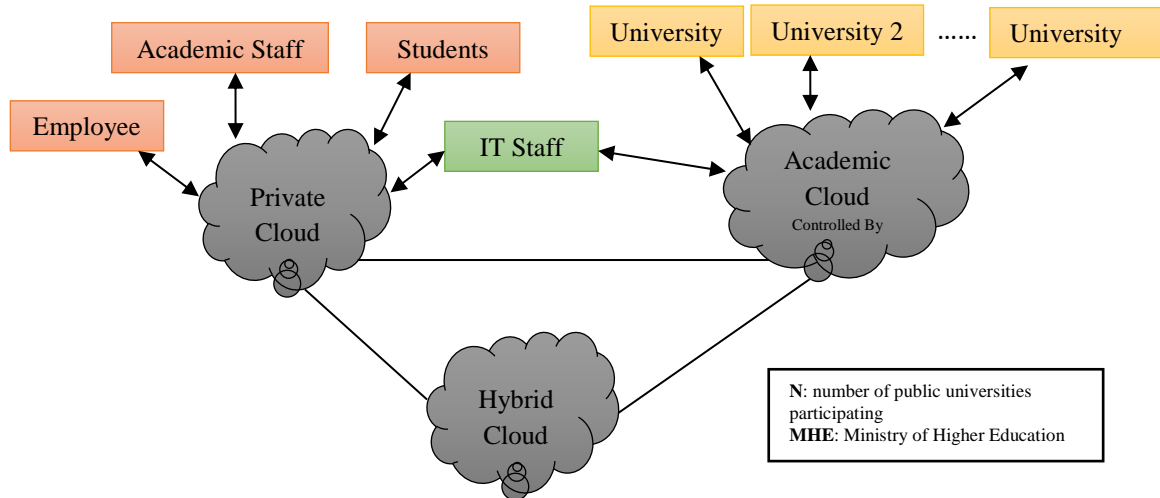 University
University 2
......
University
Academic Staff
Students
Employee
IT Staff
Private
Cloud
Academic
Cloud
Controlled By
Hybrid
Cloud
N: number of public universities
participating
MHE: Ministry of Higher Education